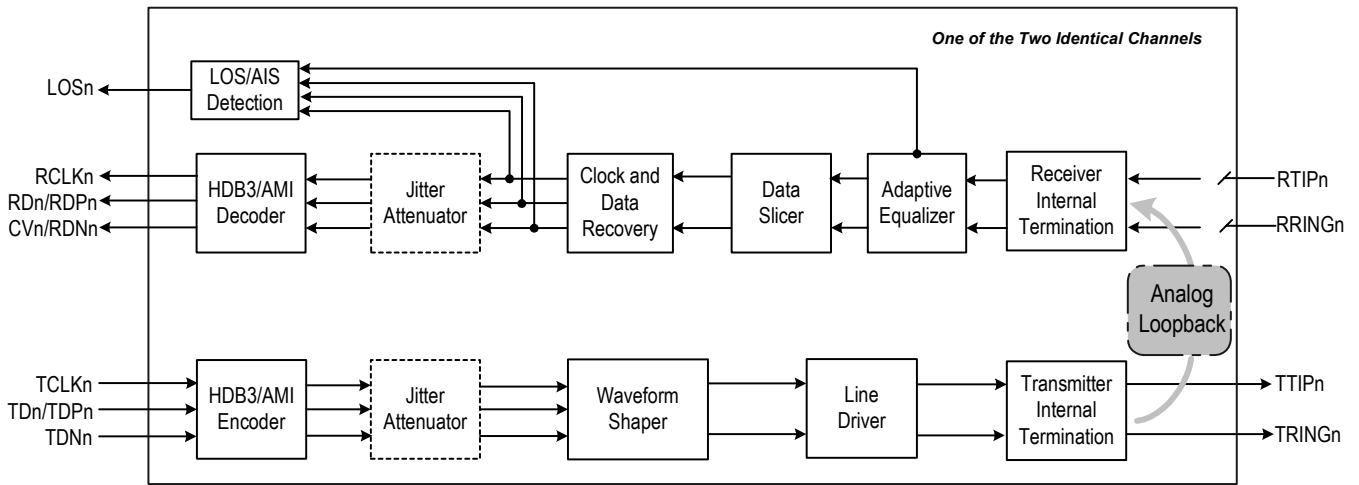 One of the Two Identical Channels
LOSn
LOS/AIS
Detection
RCLKn
RDn/RDPn
CVn/RDNn
HDB3/AMI
Decoder
Jitter
Attenuator
Clock and
Data
Recovery
Data
Slicer
Adaptive
Equalizer
Receiver
Internal
Termination
RTIPn
RRINGn
Analog
Loopback
TCLKn
TDn/TDPn
TDNn
HDB3/AMI
Encoder
Jitter
Attenuator
Waveform
Shaper
Line
Driver
Transmitter
Internal
Termination
TTIPn
TRINGn